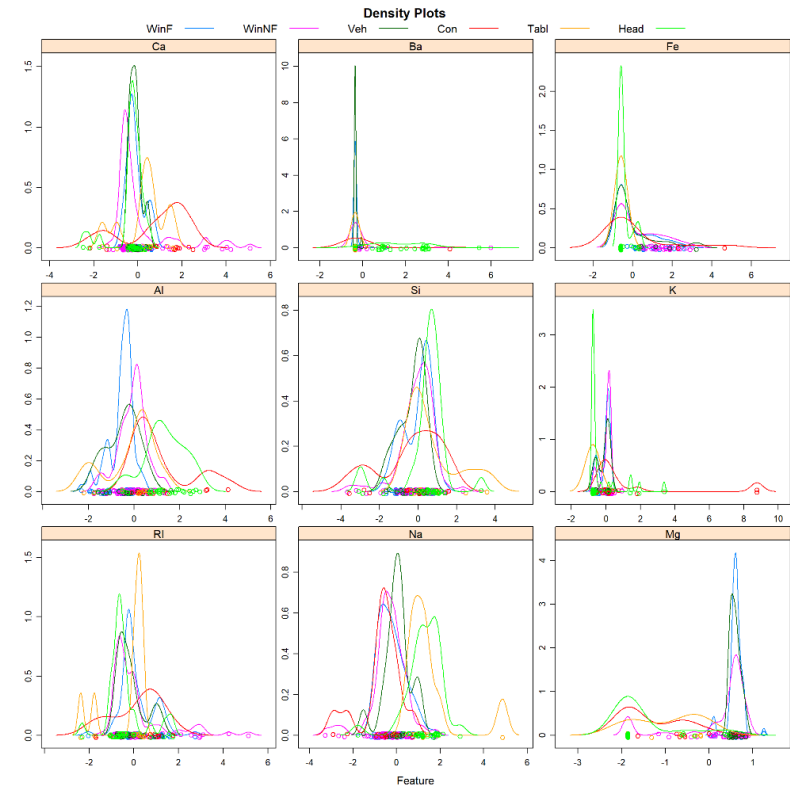 Density Plots
WinF WinNF Veh Con Tabl Head
Ca Ba Fe
0.0 0.5 1.0 1.5
0 2 4 6 8 10
0.0 0.5 1.0 1.5 2.0
-4 -2 0 2 4 6
-2 0 2 4 6
-2 0 2 4 6
Al Si K
0.0 0.2 0.4 0.6 0.8 1.0 1.2
0.0 0.2 0.4 0.6 0.8
0 1 2 3
-2 0 2 4
-6 -4 -2 0 2 4
-2 0 2 4 6 8 10
RI Na Mg
0.0 0.5 1.0 1.5
0.0 0.2 0.4 0.6 0.8
0 1 2 3 4
-2 0 2 4 6
-4 -2 0 2 4 6
-3 -2 -1 0 1
Feature